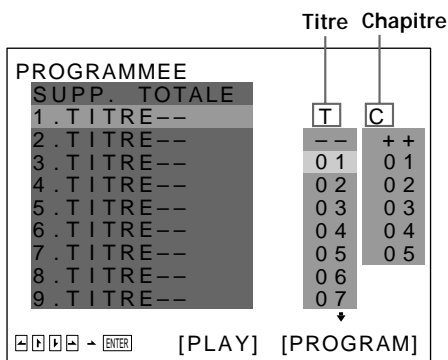 Titre Chapitre
PROGRAMMEE
SUPP. TOTALE
1.TITRE–– T C
2.TITRE–– –– ++
3.TITRE–– 01 01
4.TITRE–– 02 02
5.TITRE–– 03 03
6.TITRE–– 04 04
7.TITRE–– 05 05
8.TITRE–– 06
9.TITRE–– 07
ENTER [PLAY] [PROGRAM]